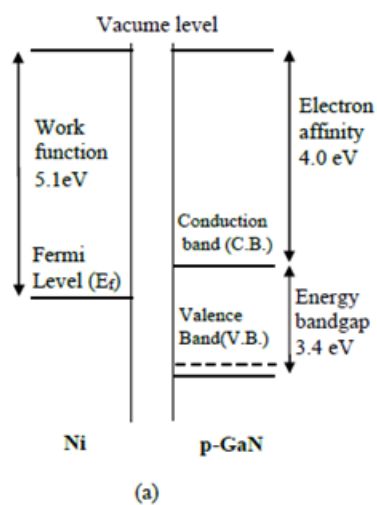 Vacume level
Work
function
5.1eV
Fermi
Level (Ef)
Electron
affinity
4.0 eV
Conduction
band (C.B.)
Valence
Band(V.B.)
Energy
bandgap
3.4 eV
Ni
p-GaN
(a)